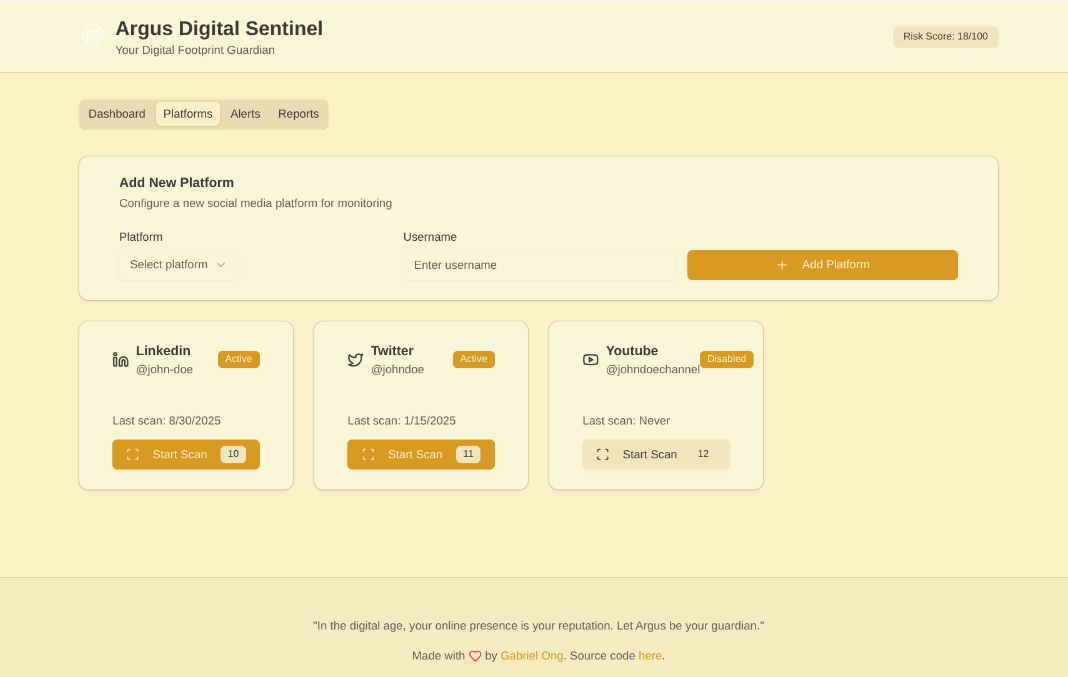 Argus Digital Sentinel
Your Digital Footprint Guardian
Risk Score: 18/100
Dashboard Platforms Alerts Reports
Add New Platform
Configure a new social media platform for monitoring
Platform
Username
Select platform
Enter username
Add Platform
Linkedin
@john-doe
Active
Last scan: 8/30/2025
Start Scan 10
Twitter
@johndoe
Active
Last scan: 1/15/2025
Start Scan 11
Youtube
@johndoechannel
Disabled
Last scan: Never
Start Scan 12
"In the digital age, your online presence is your reputation. Let Argus be your guardian."
Made with by Gabriel Ong. Source code here.